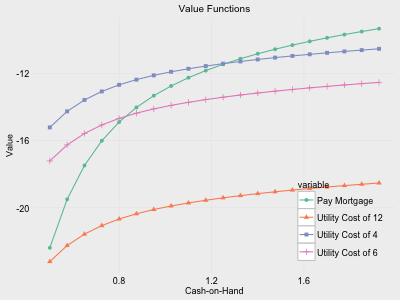 Value Functions
Value
-12
-16
-20
variable
Pay Mortgage
Utility Cost of 12
Utility Cost of 4
Utility Cost of 6
0.8 1.2 1.6
Cash-on-Hand